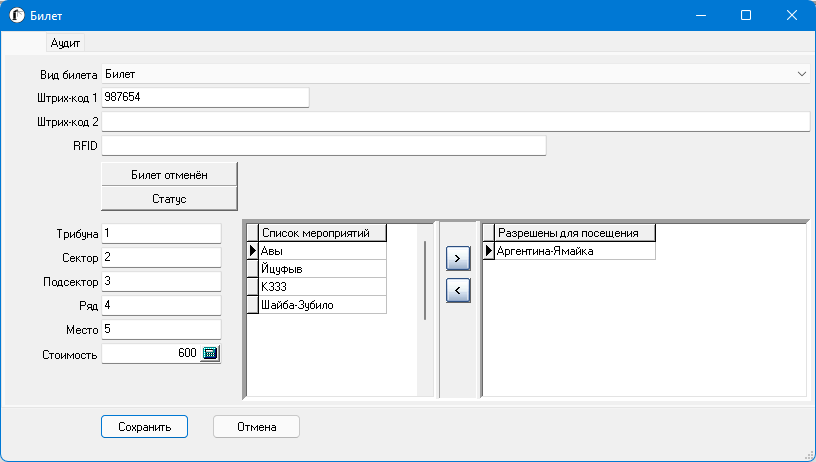 Билет
Аудит
Вид билета Билет
Штрих-код 1 987654
Штрих-код 2
RFID
Билет отменён
Статус
Трибуна 1
Сектор 2
Подсектор 3
Ряд 4
Место 5
Стоимость 600
Список мероприятий
Авы
Йцуфыв
К333
Шайба-Зубило
>
<
Разрешены для посещения
Аргентина-Ямайка
Сохранить Отмена